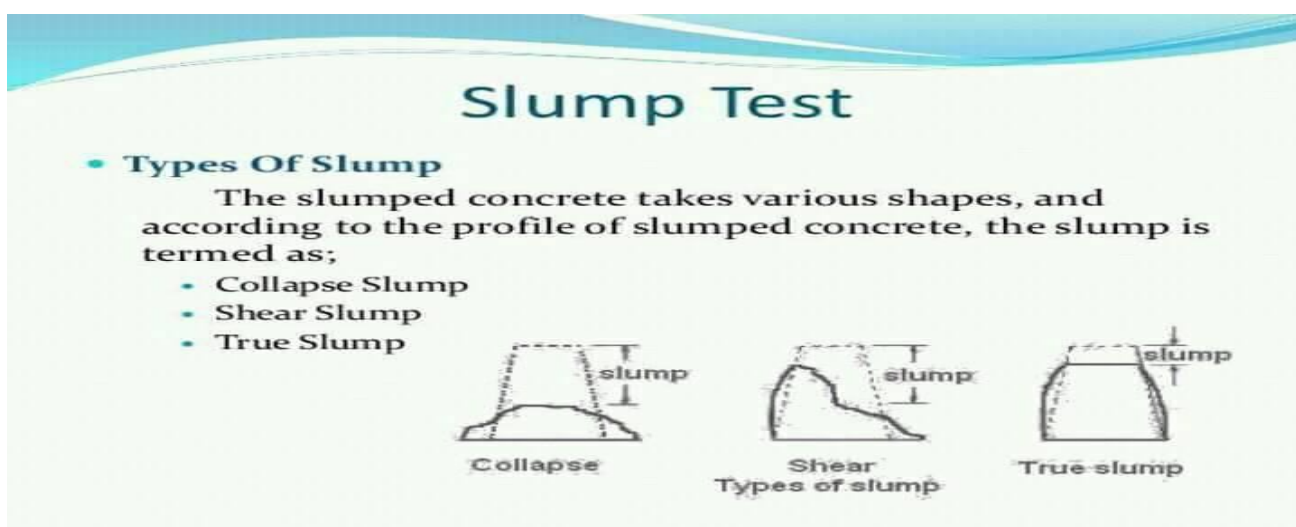 Slump Test
Types Of Slump
The slumped concrete takes various shapes, and
according to the profile of slumped concrete, the slump is
termed as;
Collapse Slump
Shear Slump
True Slump
slump
slump
slump
Collapse
Shear
True slump
Types of slump